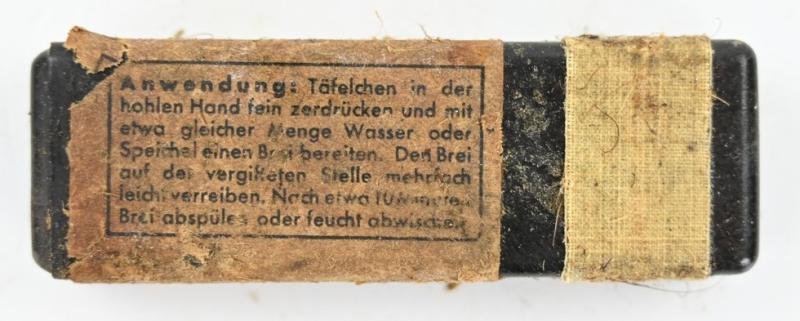 Anwendung: Täfelchen in der
hohlen Hand fein zerdrücken und mit
etwa gleicher Menge Wasser oder
Speichel einen Brei bereiten. Den Brei
auf der vergifteten Stelle mehrfach
leicht verreiben. Nach etwa 10 Minuten
Brei abspülen oder feucht abwischen.